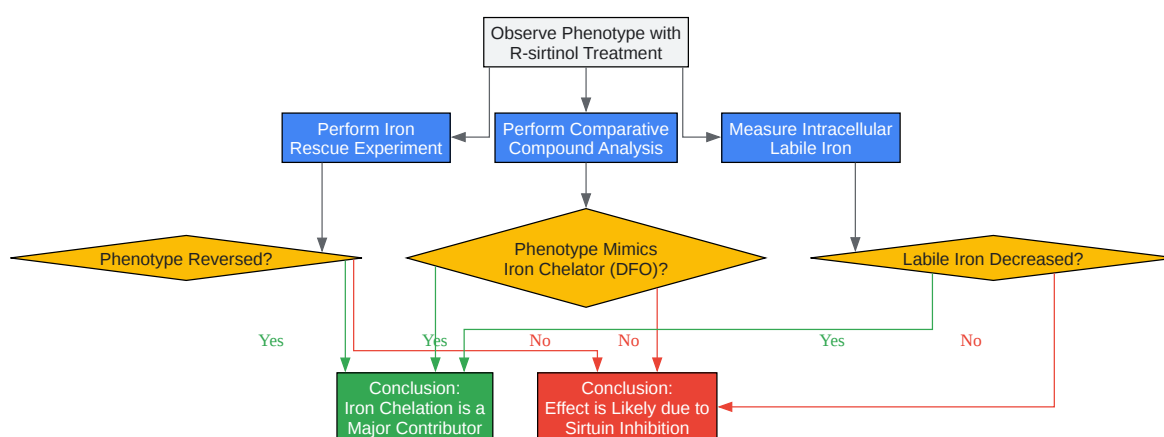 Observe Phenotype with
R-sirtinol Treatment
Perform Iron
Rescue Experiment
Perform Comparative
Compound Analysis
Measure Intracellular
Labile Iron
Phenotype Reversed?
Phenotype Mimics
Iron Chelator (DFO)?
Labile Iron Decreased?
Yes
Yes
No
No
Yes
No
Conclusion:
Iron Chelation is a
Major Contributor
Conclusion:
Effect is Likely due to
Sirtuin Inhibition